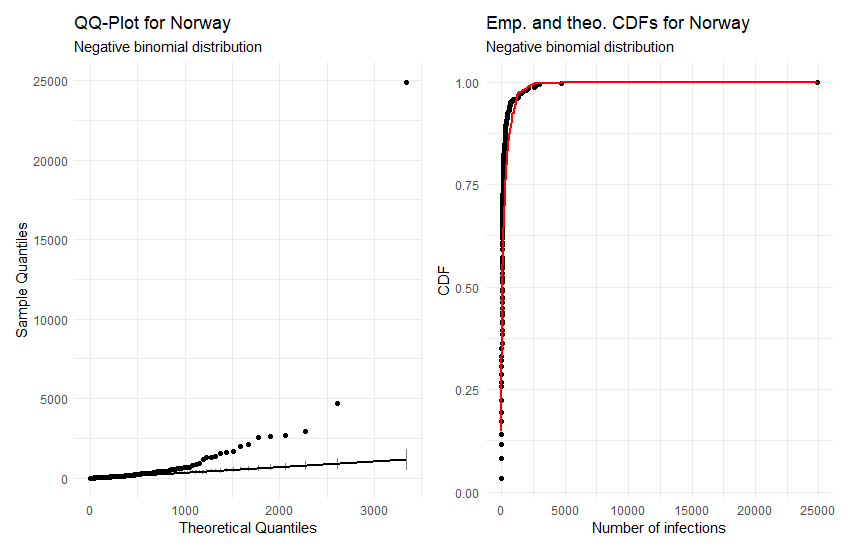 QQ-Plot for Norway
Negative binomial distribution
25000
20000
15000
10000
5000
0
Sample Quantiles
0
1000
2000
3000
Theoretical Quantiles
Emp. and theo. CDFs for Norway
Negative binomial distribution
1.00
0.75
0.50
0.25
0.00
CDF
0
5000
10000
15000
20000
25000
Number of infections